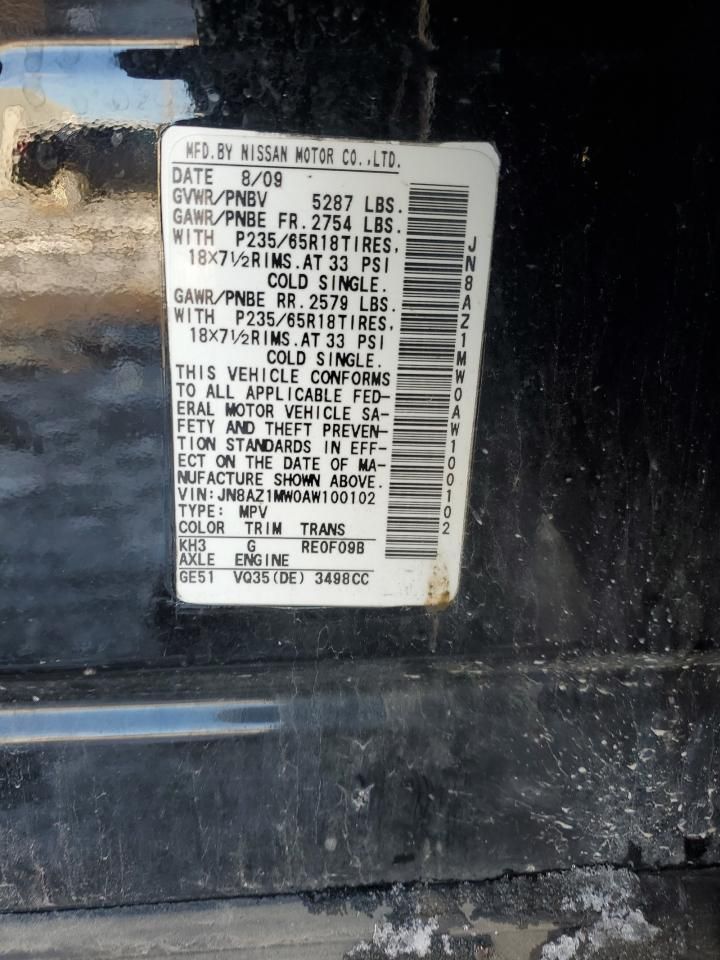 MFD.BY NISSAN MOTOR CO.,LTD.
DATE 8/09
GVWR/PNBV 5287 LBS.
GAWR/PNBE FR. 2754 LBS.
WITH P235/65R18TIRES,
18X7½RIMS.AT 33 PSI
COLD SINGLE.
GAWR/PNBE RR. 2579 LBS.
WITH P235/65R18TIRES,
18X7½RIMS.AT 33 PSI
COLD SINGLE.
THIS VEHICLE CONFORMS
TO ALL APPLICABLE FED-
ERAL MOTOR VEHICLE SA-
FETY AND THEFT PREVEN-
TION STANDARDS IN EFF-
ECT ON THE DATE OF MA-
NUFACTURE SHOWN ABOVE.
VIN:JN8AZ1MW0AW100102
TYPE: MPV
COLOR TRIM TRANS
KH3 G RE0F09B
AXLE ENGINE
GE51 VQ35(DE) 3498CC
JN8AZ1MW0AW100102